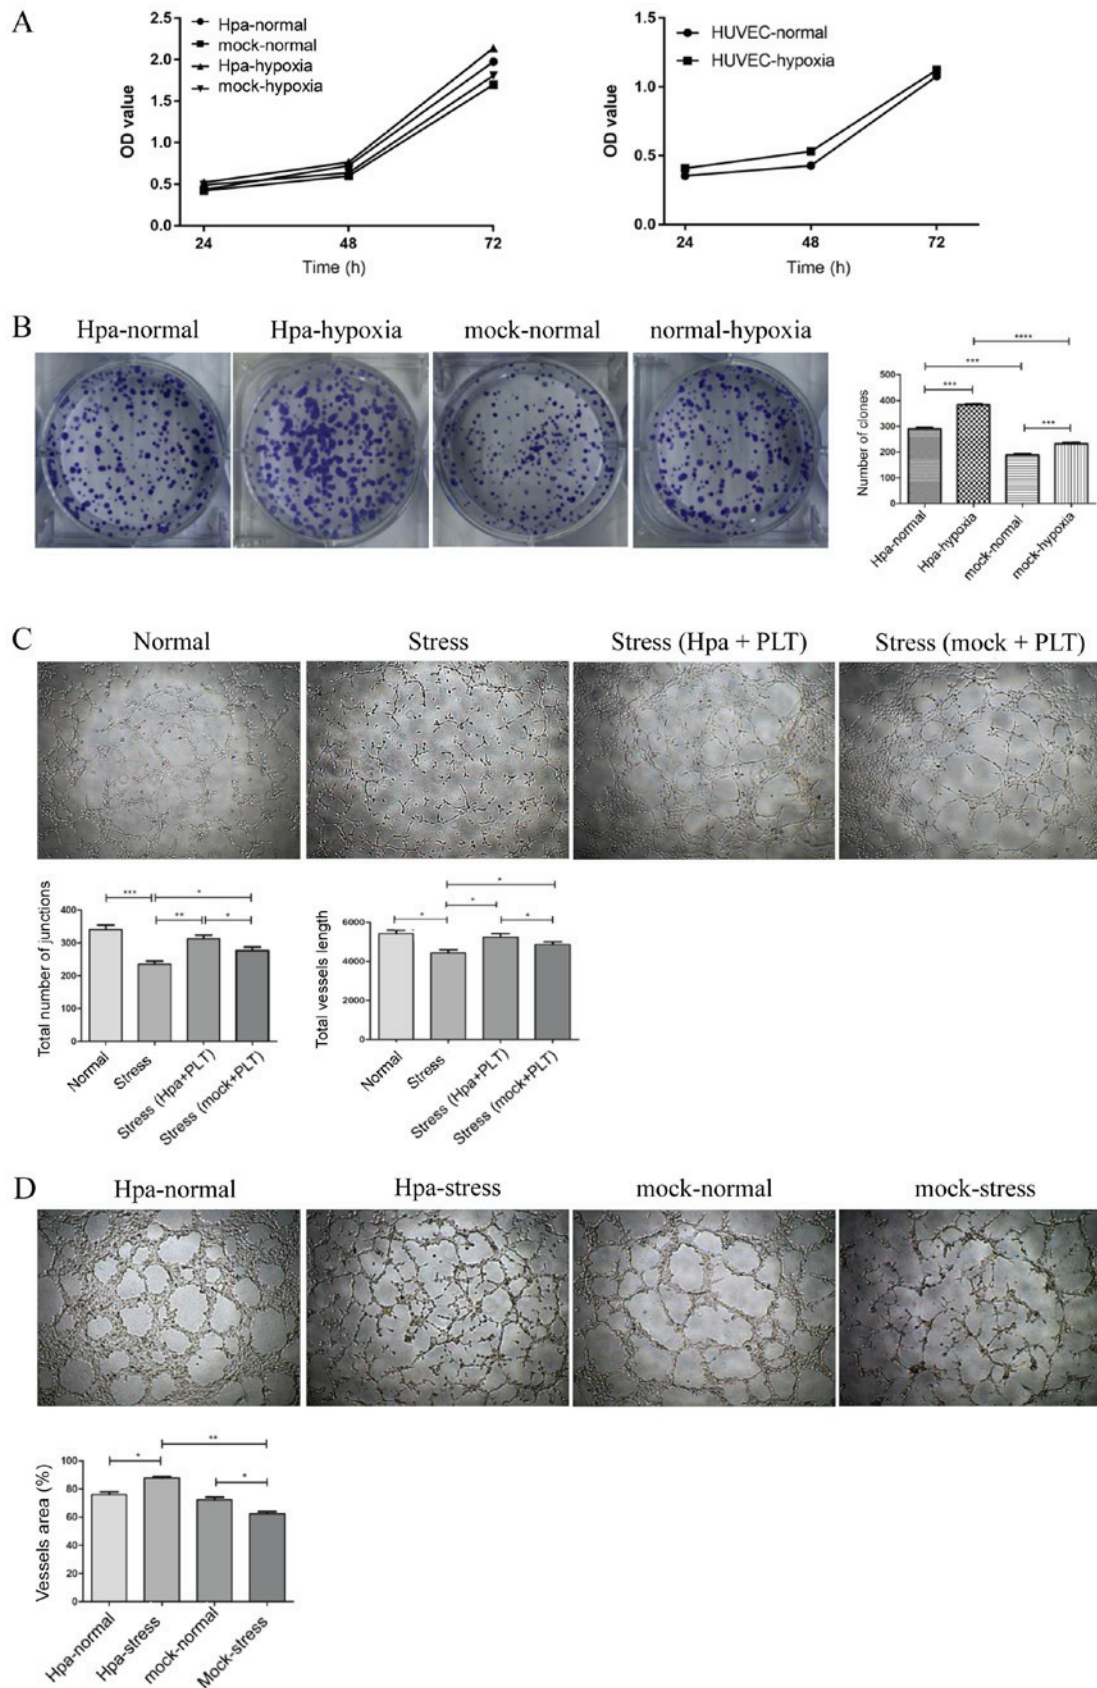 A
OD value
2.5
2.0
1.5
1.0
0.5
0.0
Hpa-normal
mock-normal
Hpa-hypoxia
mock-hypoxia
24 48 72
Time (h)
OD value
1.5
1.0
0.5
0.0
HUVEC-normal
HUVEC-hypoxia
24 48 72
Time (h)
B
Hpa-normal Hpa-hypoxia mock-normal normal-hypoxia
Number of clones
500
400
300
200
100
0
****
***
***
***
Hpa-normal
Hpa-hypoxia
mock-normal
mock-hypoxia
C
Normal Stress Stress (Hpa + PLT) Stress (mock + PLT)
Total number of junctions
400
300
200
100
0
*** *
** *
Normal
Stress
Stress (Hpa+PLT)
Stress (mock+PLT)
Total vessels length
6000
4000
2000
0
*
*
* *
Normal
Stress
Stress (Hpa+PLT)
Stress (mock+PLT)
D
Hpa-normal Hpa-stress mock-normal mock-stress
Vessels area (%)
100
80
60
40
20
0
**
*
*
Hpa-normal
Hpa-stress
mock-normal
Mock-stress